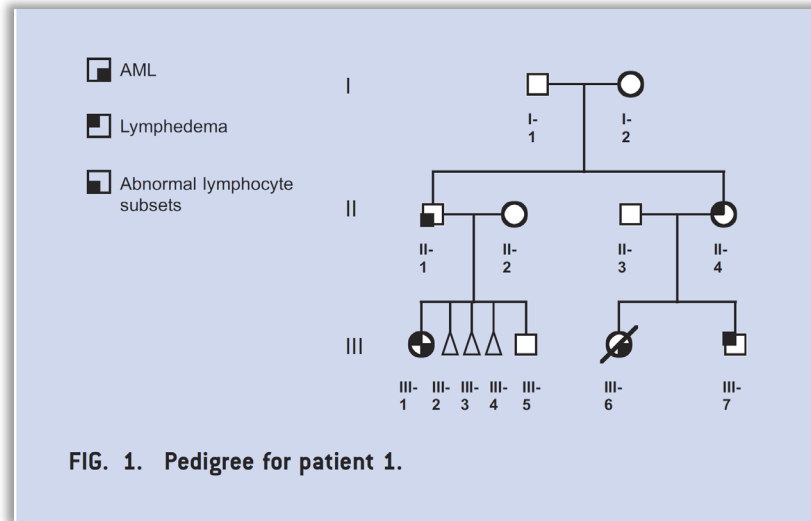 AML
Lymphedema
Abnormal lymphocyte
subsets
I
I-
1
I-
2
II
II-
1
II-
2
II-
3
II-
4
III
III-
1
III-
2
III-
3
III-
4
III-
5
III-
6
III-
7
FIG. 1. Pedigree for patient 1.